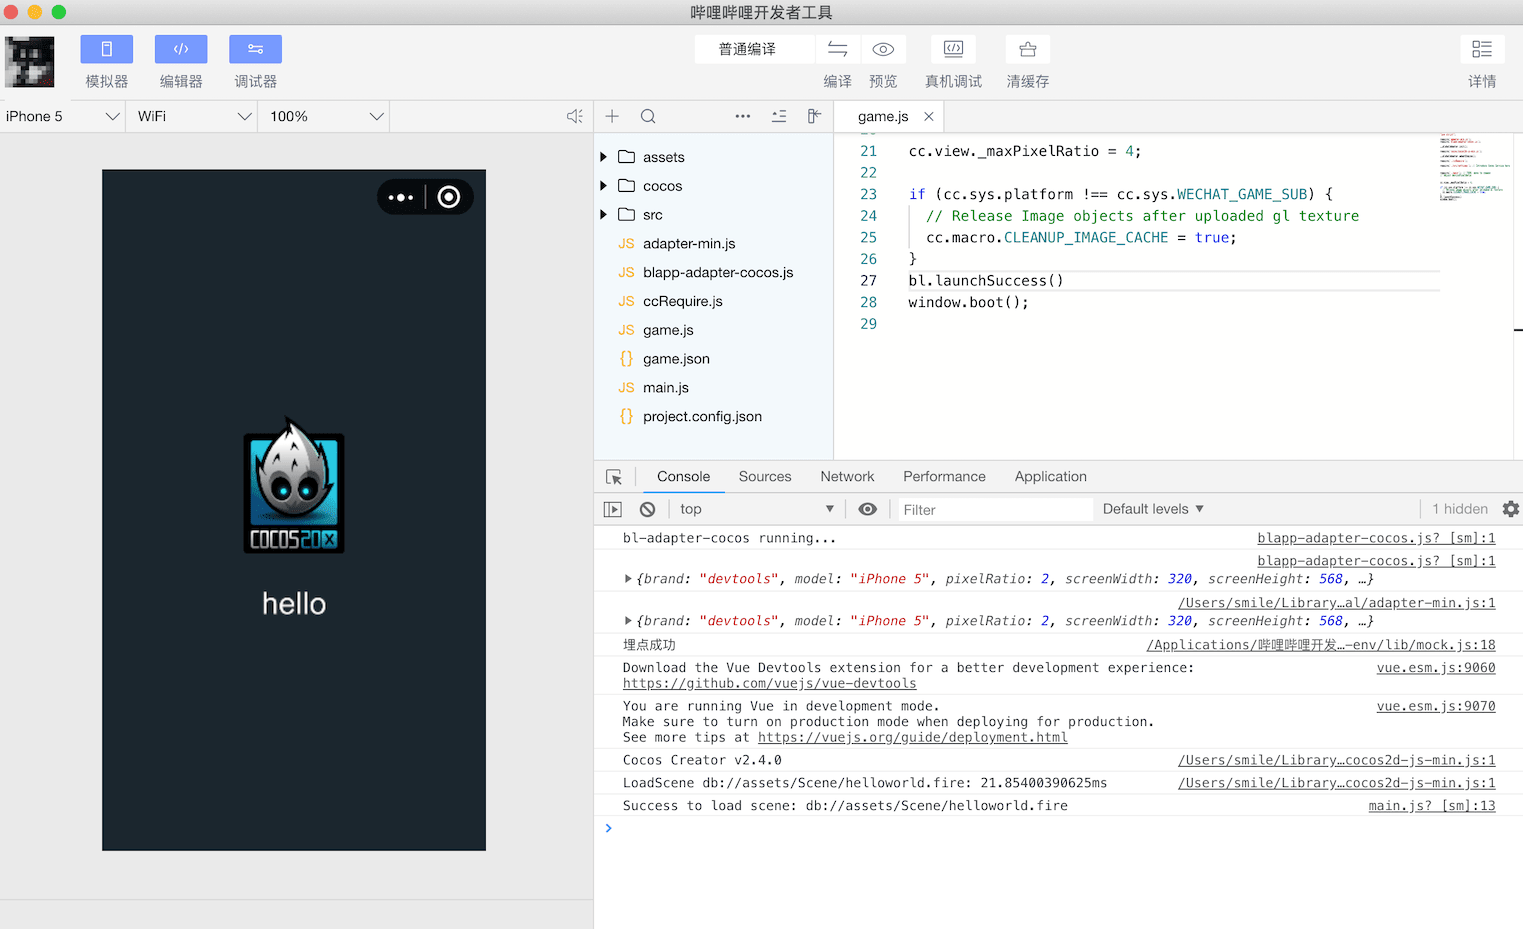 哔哩哔哩开发者工具
模拟器
编辑器
调试器
普通编译
编译
预览
真机调试
清缓存
详情
iPhone 5
WiFi
100%
game.js
hello
COCOS2DX
assets
cocos
src
JS adapter-min.js
JS blapp-adapter-cocos.js
JS ccRequire.js
JS game.js
{} game.json
JS main.js
{} project.config.json
21 cc.view._maxPixelRatio = 4;
22
23 if (cc.sys.platform !== cc.sys.WECHAT_GAME_SUB) {
24 // Release Image objects after uploaded gl texture
25 cc.macro.CLEANUP_IMAGE_CACHE = true;
26 }
27 bl.launchSuccess()
28 window.boot();
29
Console Sources Network Performance Application
top Filter Default levels ▼ 1 hidden
bl-adapter-cocos running... blapp-adapter-cocos.js? [sm]:1
blapp-adapter-cocos.js? [sm]:1
{brand: "devtools", model: "iPhone 5", pixelRatio: 2, screenWidth: 320, screenHeight: 568, …}
/Users/smile/Library…al/adapter-min.js:1
{brand: "devtools", model: "iPhone 5", pixelRatio: 2, screenWidth: 320, screenHeight: 568, …}
埋点成功 /Applications/哔哩哔哩开发…-env/lib/mock.js:18
Download the Vue Devtools extension for a better development experience: vue.esm.js:9060
https://github.com/vuejs/vue-devtools
You are running Vue in development mode. vue.esm.js:9070
Make sure to turn on production mode when deploying for production.
See more tips at https://vuejs.org/guide/deployment.html
Cocos Creator v2.4.0 /Users/smile/Library…cocos2d-js-min.js:1
LoadScene db://assets/Scene/helloworld.fire: 21.85400390625ms /Users/smile/Library…cocos2d-js-min.js:1
Success to load scene: db://assets/Scene/helloworld.fire main.js? [sm]:13